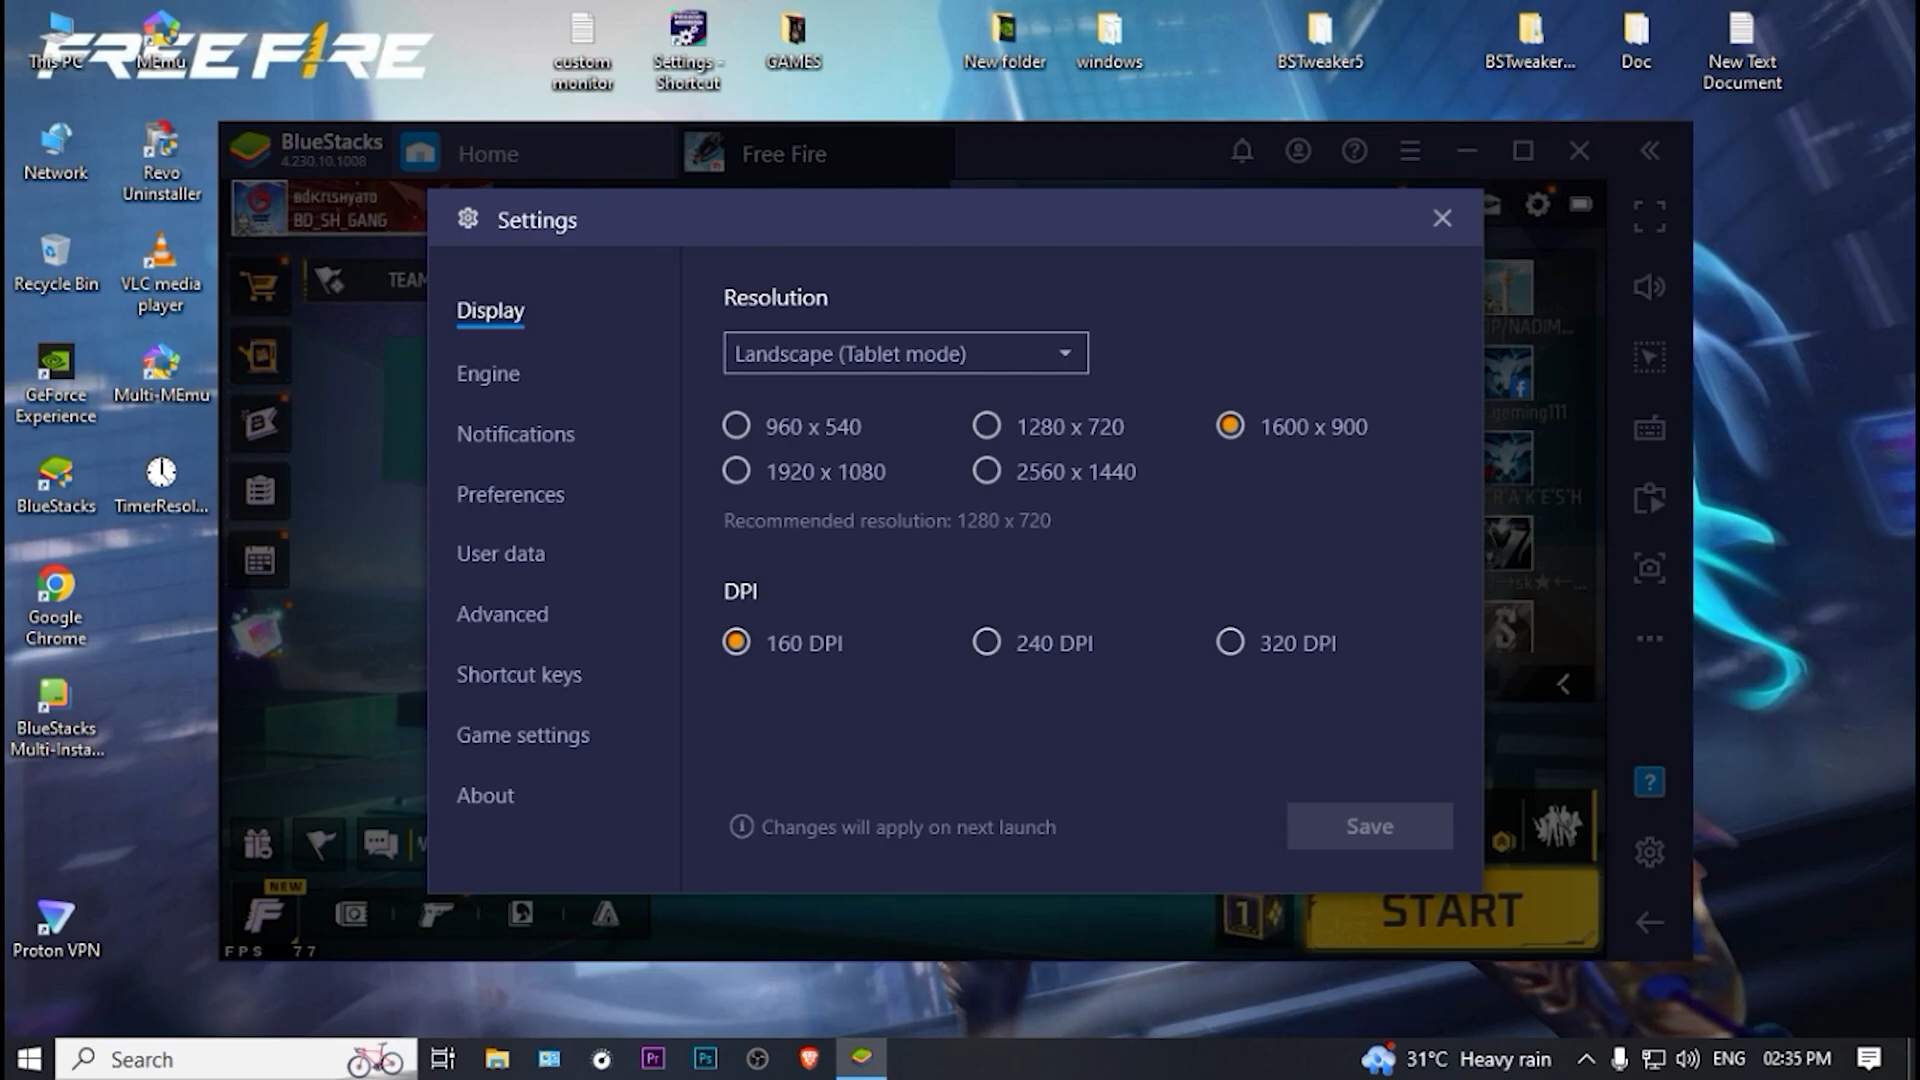 FREE FIRE
This PC
MEmu
custom
monitor
Settings -
Shortcut
GAMES
New folder
windows
BSTweaker5
BSTweaker...
Doc
New Text
Document
Network
Revo
Uninstaller
Recycle Bin
VLC media
player
GeForce
Experience
Multi-MEmu
BlueStacks
TimerResol...
Google
Chrome
BlueStacks
Multi-Insta...
Proton VPN
BlueStacks
4.230.10.1008
Home
Free Fire
BD_SH_GANG
TEAM
Settings
Display
Engine
Notifications
Preferences
User data
Advanced
Shortcut keys
Game settings
About
Resolution
Landscape (Tablet mode)
960 x 540
1280 x 720
1600 x 900
1920 x 1080
2560 x 1440
Recommended resolution: 1280 x 720
DPI
160 DPI
240 DPI
320 DPI
Changes will apply on next launch
Save
NEW
FPS 77
1
START
Search
Pr
Ps
31°C Heavy rain
ENG
02:35 PM